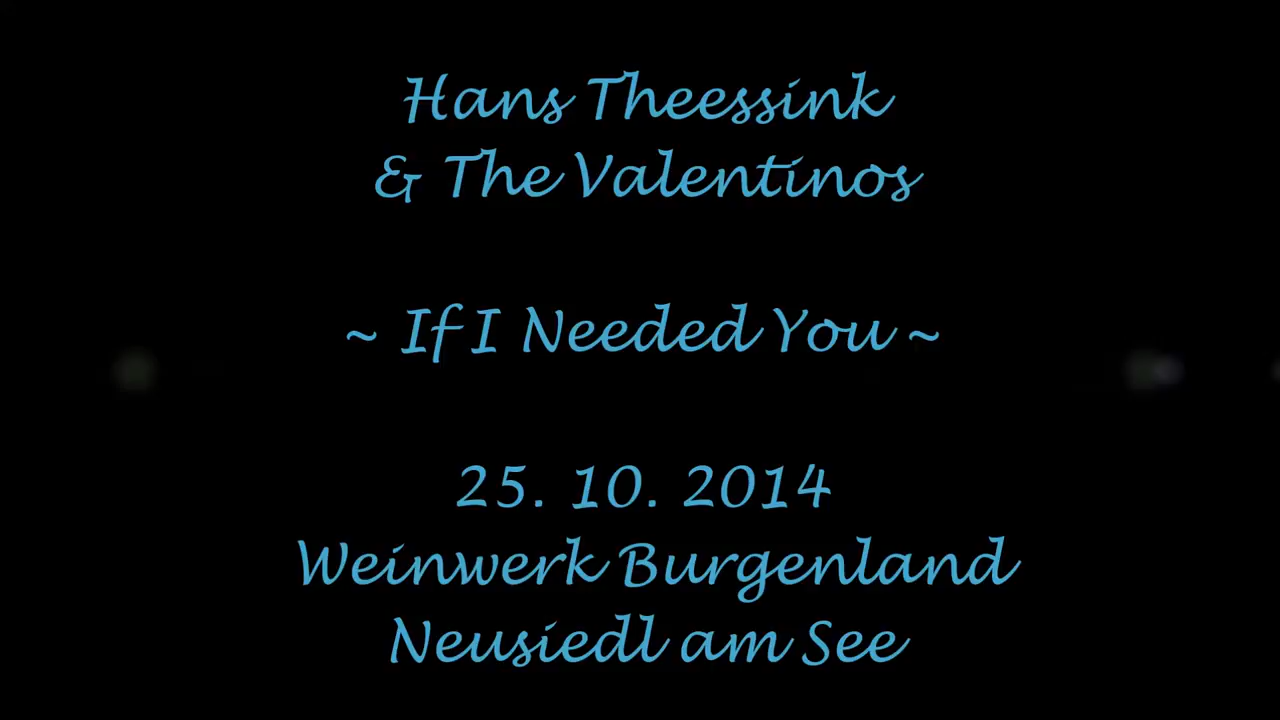 Hans Theessink
& The Valentinos
~ If I Needed You ~
25. 10. 2014
Weinwerk Burgenland
Neusiedl am See